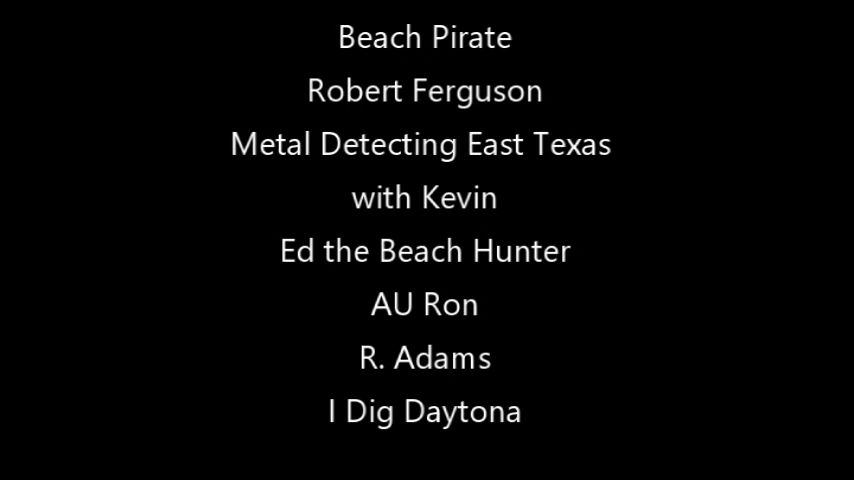 Beach Pirate
Robert Ferguson
Metal Detecting East Texas
with Kevin
Ed the Beach Hunter
AU Ron
R. Adams
I Dig Daytona